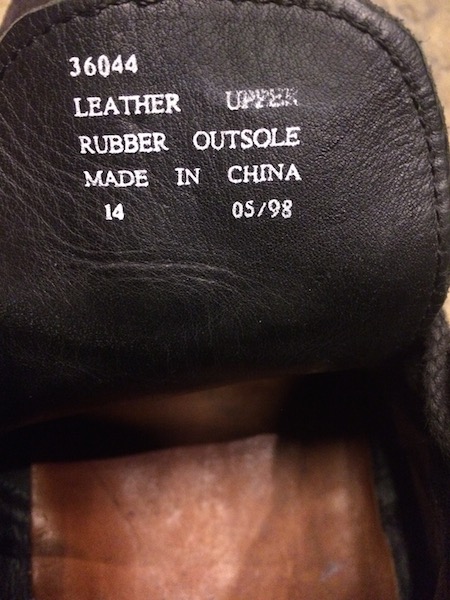 36044
LEATHER UPPER
RUBBER OUTSOLE
MADE IN CHINA
14 05/98